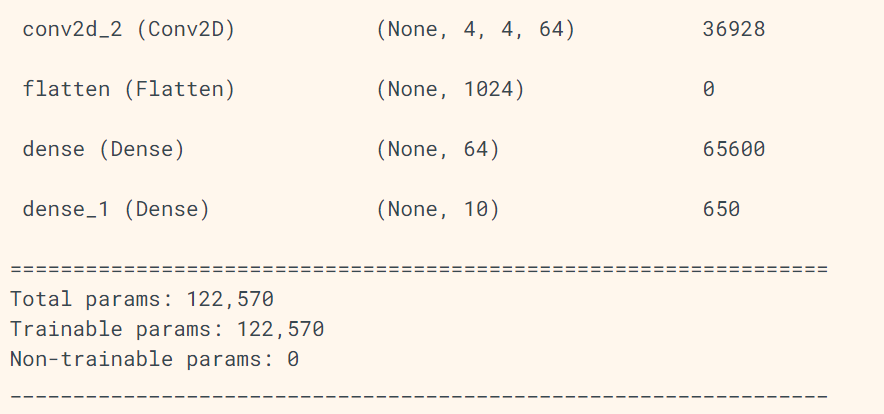 conv2d_2 (Conv2D) (None, 4, 4, 64) 36928
flatten (Flatten) (None, 1024) 0
dense (Dense) (None, 64) 65600
dense_1 (Dense) (None, 10) 650
=================================================================
Total params: 122,570
Trainable params: 122,570
Non-trainable params: 0
_________________________________________________________________